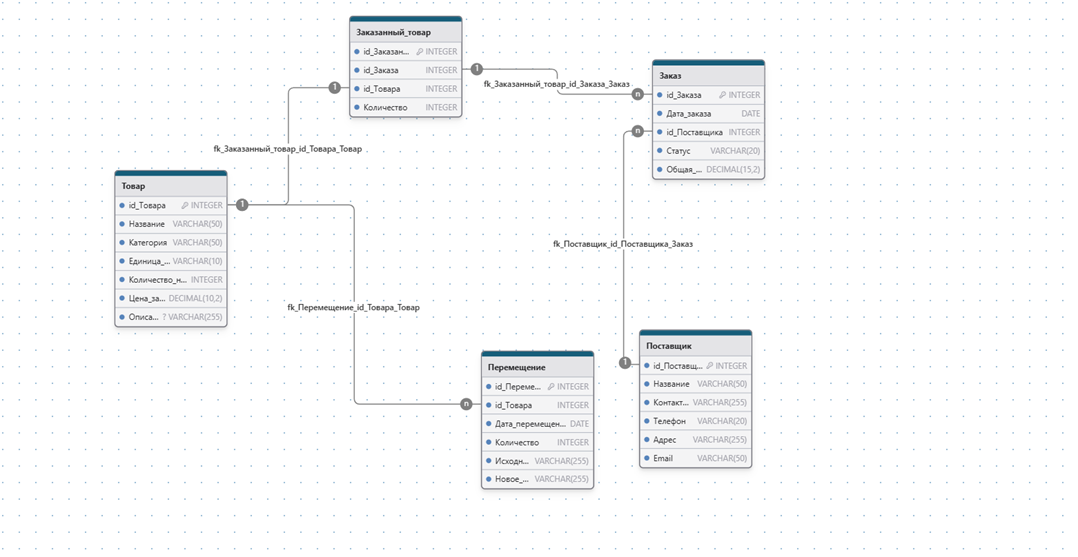 Заказанный_товар
id_Заказан... INTEGER
id_Заказа INTEGER
id_Товара INTEGER
Количество INTEGER
1
1
fk_Заказанный_товар_id_Заказа_Заказ
n
n
Заказ
id_Заказа INTEGER
Дата_заказа DATE
id_Поставщика INTEGER
Статус VARCHAR(20)
Общая_... DECIMAL(15,2)
fk_Заказанный_товар_id_Товара_Товар
Товар
id_Товара INTEGER
Название VARCHAR(50)
Категория VARCHAR(50)
Единица_... VARCHAR(10)
Количество_н... INTEGER
Цена_за... DECIMAL(10,2)
Описа... ? VARCHAR(255)
1
fk_Поставщик_id_Поставщика_Заказ
fk_Перемещение_id_Товара_Товар
Перемещение
id_Переме... INTEGER
id_Товара INTEGER
Дата_перемещен... DATE
Количество INTEGER
Исходн... VARCHAR(255)
Новое_... VARCHAR(255)
n
1
Поставщик
id_Поставщ... INTEGER
Название VARCHAR(50)
Контакт... VARCHAR(255)
Телефон VARCHAR(20)
Адрес VARCHAR(255)
Email VARCHAR(50)